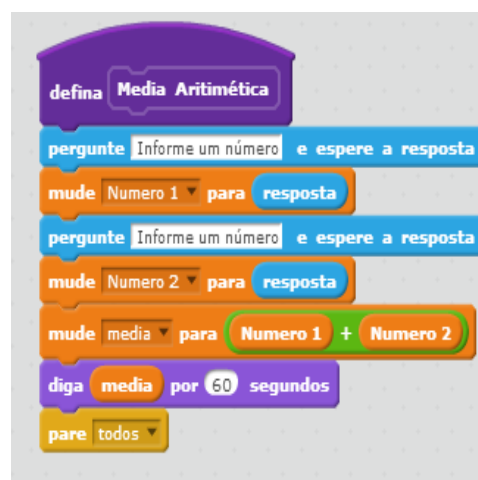 defina Media Aritimética
pergunte Informe um número e espere a resposta
mude Numero 1 para resposta
pergunte Informe um número e espere a resposta
mude Numero 2 para resposta
mude media para Numero 1 + Numero 2
diga media por 60 segundos
pare todos